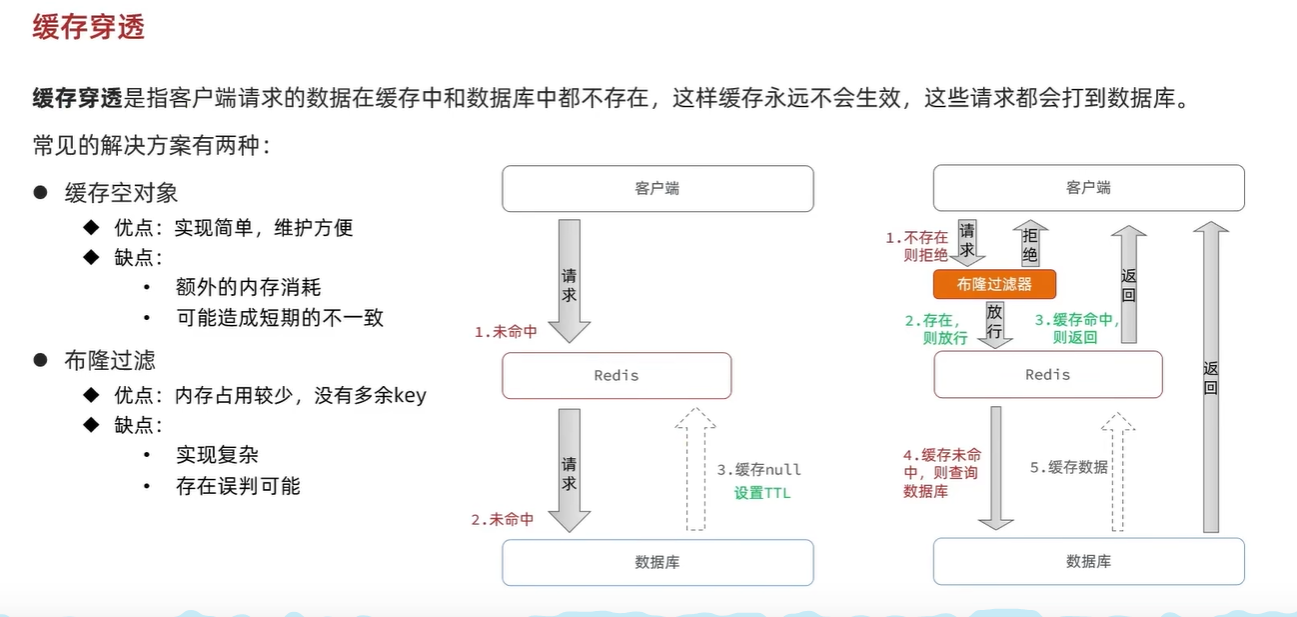 缓存穿透
缓存穿透是指客户端请求的数据在缓存中和数据库中都不存在，这样缓存永远不会生效，这些请求都会打到数据库。
常见的解决方案有两种：
缓存空对象
优点：实现简单，维护方便
缺点：
额外的内存消耗
可能造成短期的不一致
布隆过滤
优点：内存占用较少，没有多余key
缺点：
实现复杂
存在误判可能
客户端
请求
1.未命中
Redis
请求
2.未命中
3.缓存null
设置TTL
数据库
客户端
1.不存在
则拒绝
请求
拒绝
布隆过滤器
2.存在，
则放行
放行
3.缓存命中，
则返回
返回
Redis
返回
4.缓存未命
中，则查询
数据库
5.缓存数据
数据库